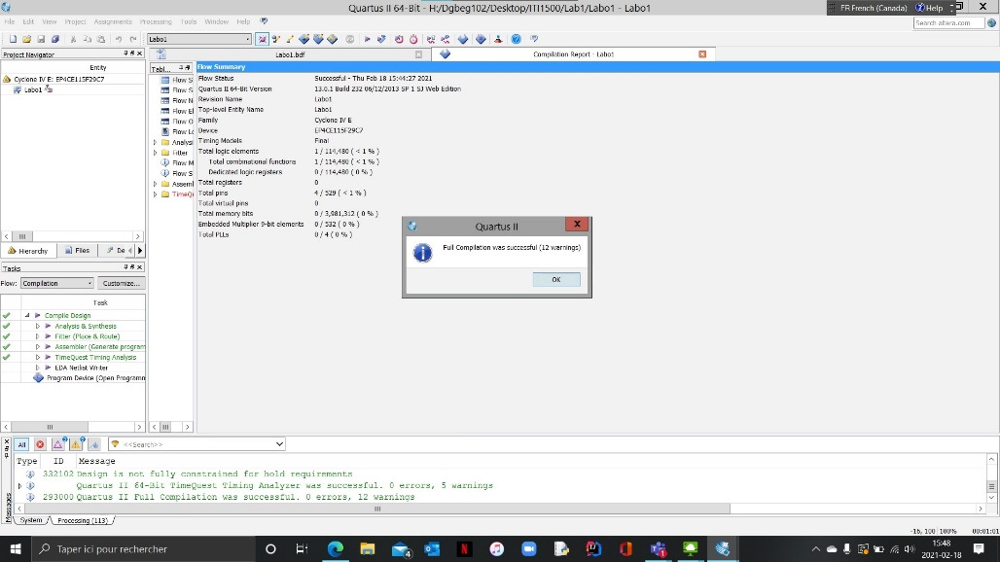 Quartus II 64-Bit - H:/Dgbeg102/Desktop/ITI1500/Lab1/Labo1 - Labo1
FR French (Canada) Help
File Edit View Project Assignments Processing Tools Window Help
Search altera.com
Labo1
Project Navigator
Labo1.bdf
Compilation Report - Labo1
Entity
Cyclone IV E: EP4CE115F29C7
Labo1
Tabl...
Flow S
Flow S
Flow N
Flow El
Flow O
Flow Lo
Analysi
Fitter
Flow M
Flow S
Assembl
TimeQu
Flow Summary
Flow Status Successful - Thu Feb 18 15:44:27 2021
Quartus II 64-Bit Version 13.0.1 Build 232 06/12/2013 SP 1 SJ Web Edition
Revision Name Labo1
Top-level Entity Name Labo1
Family Cyclone IV E
Device EP4CE115F29C7
Timing Models Final
Total logic elements 1 / 114,480 ( < 1 % )
Total combinational functions 1 / 114,480 ( < 1 % )
Dedicated logic registers 0 / 114,480 ( 0 % )
Total registers 0
Total pins 4 / 529 ( < 1 % )
Total virtual pins 0
Total memory bits 0 / 3,981,312 ( 0 % )
Embedded Multiplier 9-bit elements 0 / 532 ( 0 % )
Total PLLs 0 / 4 ( 0 % )
Quartus II
Full Compilation was successful (12 warnings)
OK
Hierarchy Files De
Tasks
Flow: Compilation Customize...
Task
Compile Design
Analysis & Synthesis
Fitter (Place & Route)
Assembler (Generate program
TimeQuest Timing Analysis
EDA Netlist Writer
Program Device (Open Programm
All <<Search>>
Type ID Message
332102 Design is not fully constrained for hold requirements
Quartus II 64-Bit TimeQuest Timing Analyzer was successful. 0 errors, 5 warnings
293000 Quartus II Full Compilation was successful. 0 errors, 12 warnings
Messages
System Processing (113)
-16, 100 100% 00:01:01
Taper ici pour rechercher
15:48
2021-02-18